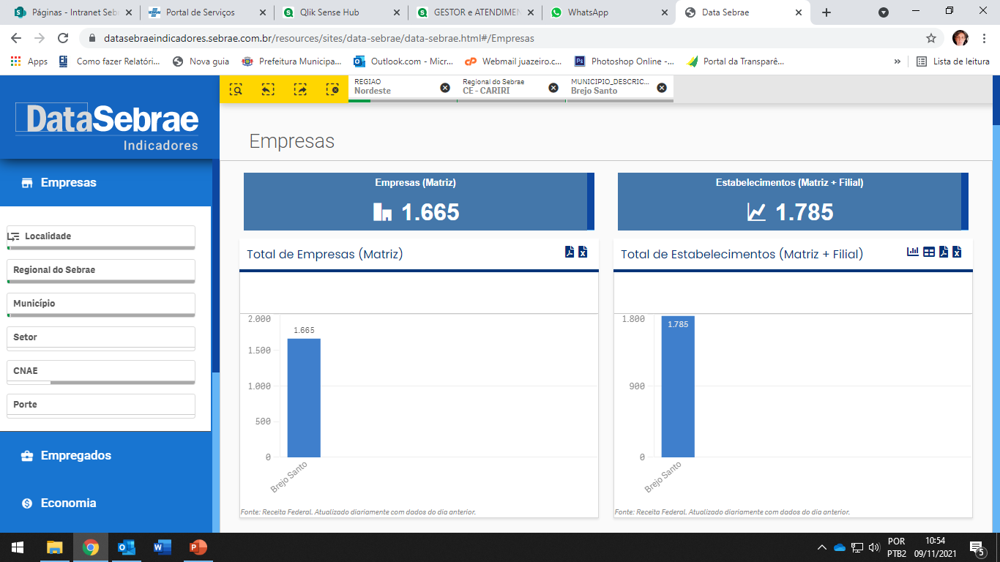 Páginas - Intranet Seb
Portal de Serviços
Qlik Sense Hub
GESTOR e ATENDIMEN
WhatsApp
Data Sebrae
datasebraeindicadores.sebrae.com.br/resources/sites/data-sebrae/data-sebrae.html#/Empresas
Apps
Como fazer Relatóri...
Nova guia
Prefeitura Municipa...
Outlook.com - Micr...
Webmail juazeiro.c...
Photoshop Online -...
Portal da Transparê...
»
Lista de leitura
REGIAO
Nordeste
Regional do Sebrae
CE - CARIRI
MUNICIPIO_DESCRIC...
Brejo Santo
DataSebrae
Indicadores
Empresas
Localidade
Regional do Sebrae
Município
Setor
CNAE
Porte
Empregados
Economia
Empresas
Empresas (Matriz)
1.665
Estabelecimentos (Matriz + Filial)
1.785
Total de Empresas (Matriz)
2.000
1.500
1.000
500
0
1.665
Brejo Santo
Fonte: Receita Federal. Atualizado diariamente com dados do dia anterior.
Total de Estabelecimentos (Matriz + Filial)
1.800
900
0
1.785
Brejo Santo
Fonte: Receita Federal. Atualizado diariamente com dados do dia anterior.
POR
PTB2
10:54
09/11/2021
5